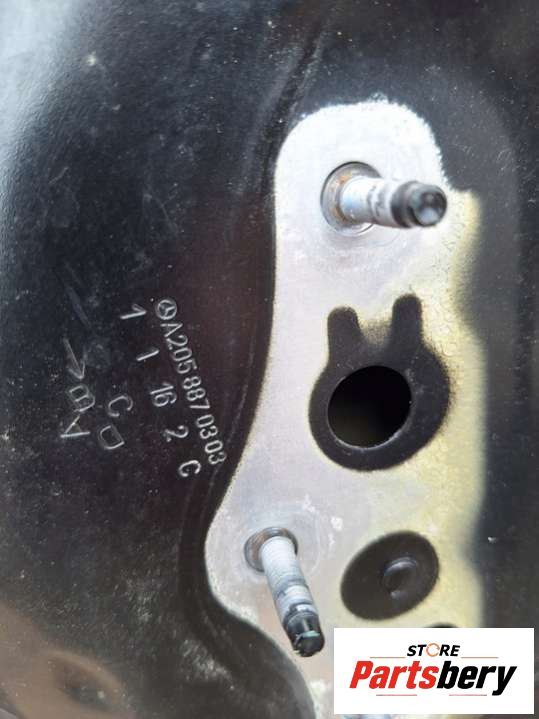 A205 887 03 03
1 1 16 2 C
C D
B A
STORE
Partsbery